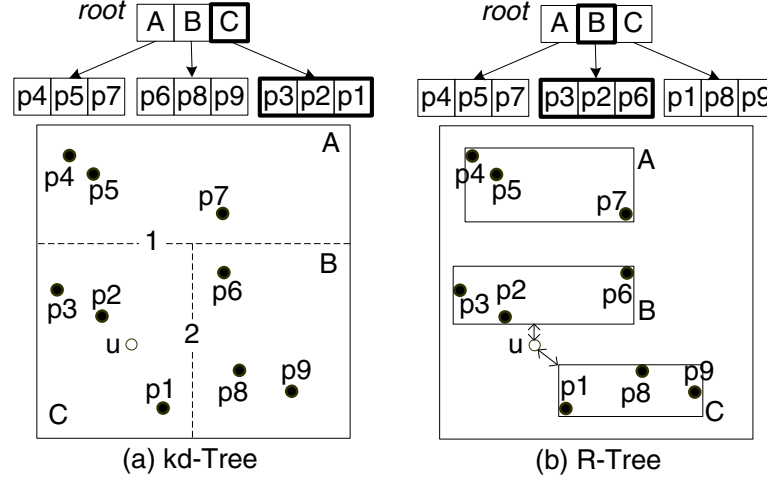 root A B C
p4 p5 p7 p6 p8 p9 p3 p2 p1
A
p4
p5
p7
1
B
p3 p2
p6
u
2
p1
p8
p9
C
(a) kd-Tree
root A B C
p4 p5 p7 p3 p2 p6 p1 p8 p9
A
p4
p5
p7
p3
p2
p6
B
u
p1
p8
p9
C
(b) R-Tree